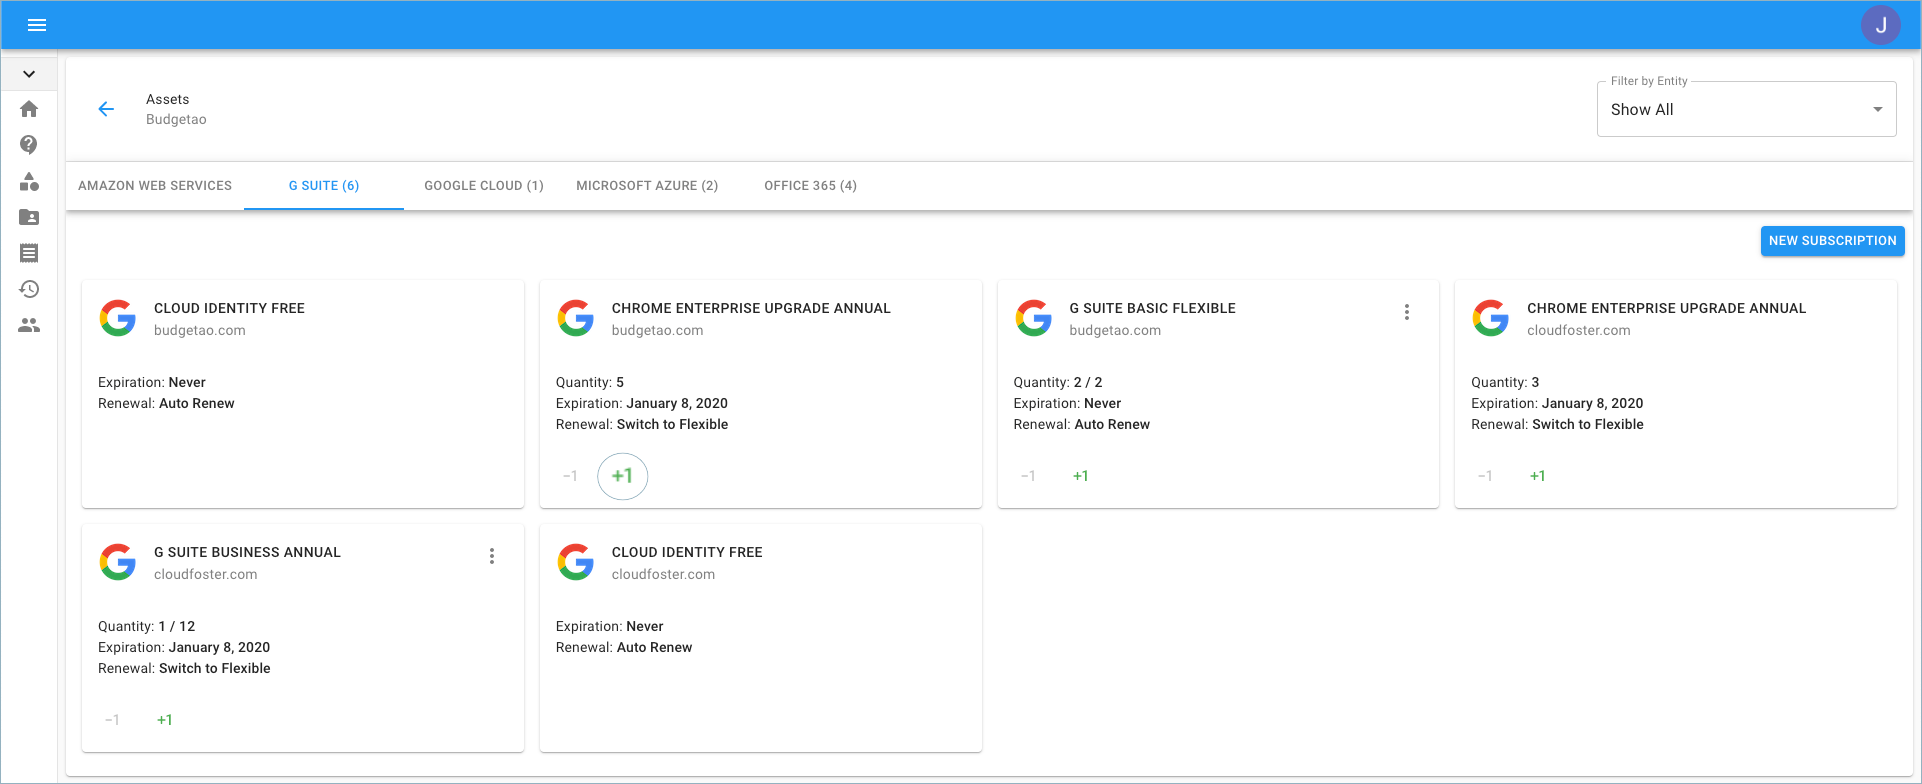 J
Assets
Budgetao
Filter by Entity
Show All
AMAZON WEB SERVICES
G SUITE (6)
GOOGLE CLOUD (1)
MICROSOFT AZURE (2)
OFFICE 365 (4)
NEW SUBSCRIPTION
CLOUD IDENTITY FREE
budgetao.com
Expiration: Never
Renewal: Auto Renew
CHROME ENTERPRISE UPGRADE ANNUAL
budgetao.com
Quantity: 5
Expiration: January 8, 2020
Renewal: Switch to Flexible
−1 +1
G SUITE BASIC FLEXIBLE
budgetao.com
Quantity: 2 / 2
Expiration: Never
Renewal: Auto Renew
−1 +1
CHROME ENTERPRISE UPGRADE ANNUAL
cloudfoster.com
Quantity: 3
Expiration: January 8, 2020
Renewal: Switch to Flexible
−1 +1
G SUITE BUSINESS ANNUAL
cloudfoster.com
Quantity: 1 / 12
Expiration: January 8, 2020
Renewal: Switch to Flexible
−1 +1
CLOUD IDENTITY FREE
cloudfoster.com
Expiration: Never
Renewal: Auto Renew